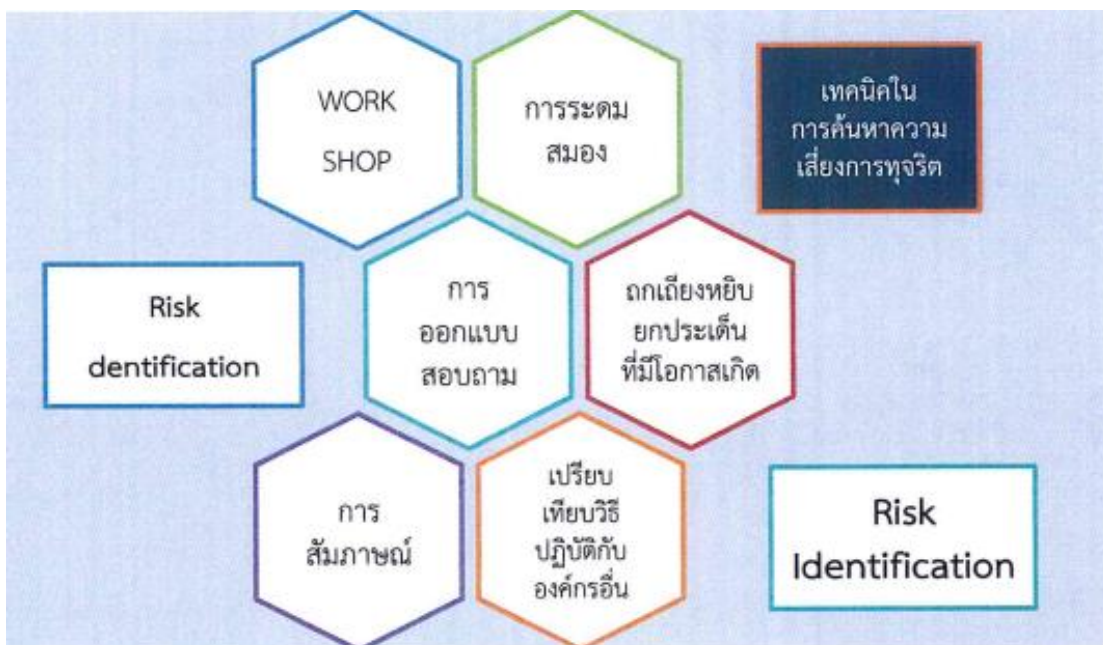 WORK
SHOP
การระดม
สมอง
เทคนิคใน
การค้นหาความ
เสี่ยงการทุจริต
Risk
dentification
การ
ออกแบบ
สอบถาม
ถกเถียงหยิบ
ยกประเด็น
ที่มีโอกาสเกิด
การ
สัมภาษณ์
เปรียบ
เทียบวิธี
ปฏิบัติกับ
องค์กรอื่น
Risk
Identification